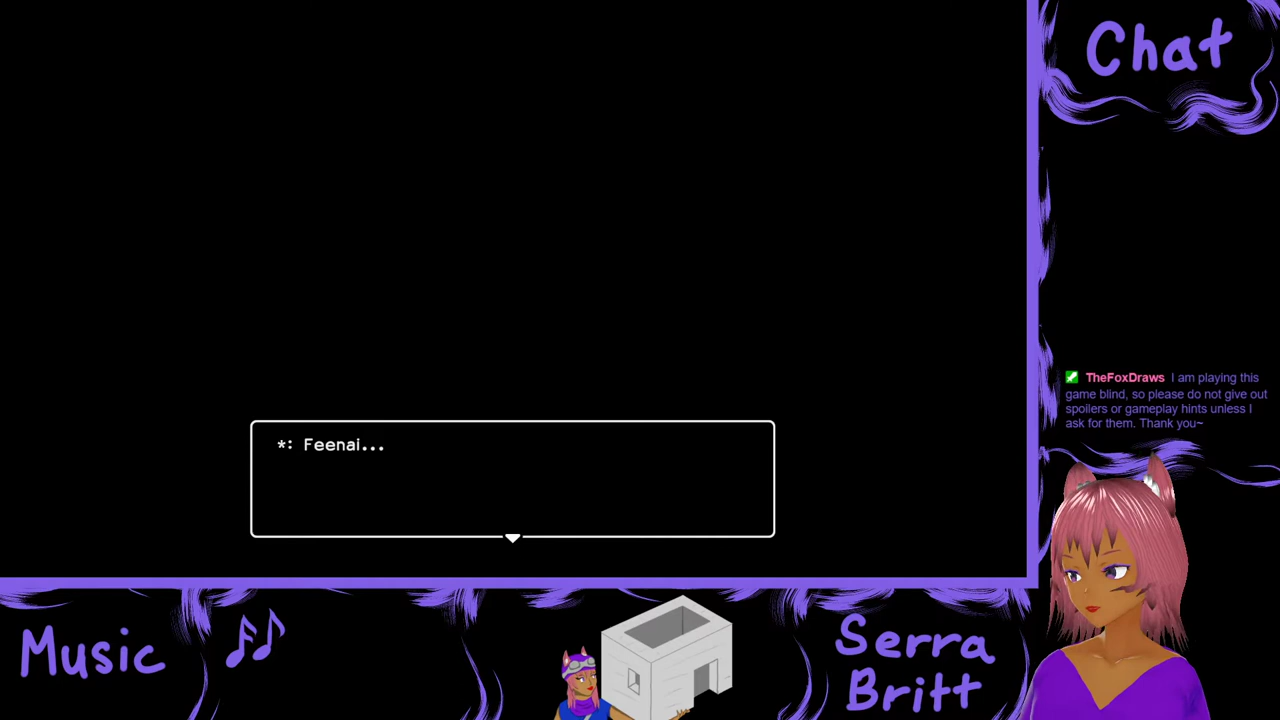 Chat
TheFoxDraws I am playing this
game blind, so please do not give out
spoilers or gameplay hints unless I
ask for them. Thank you~
*: Feenai...
Music
Serra
Britt